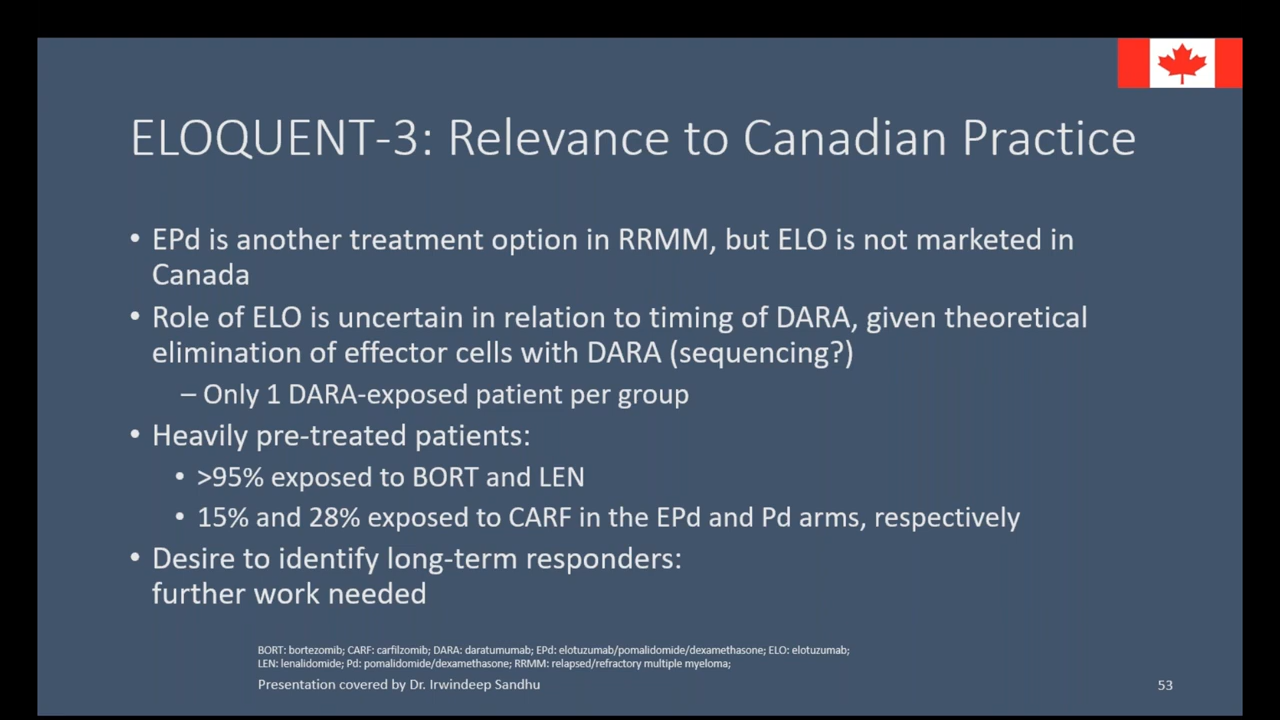 ELOQUENT-3: Relevance to Canadian Practice
• EPd is another treatment option in RRMM, but ELO is not marketed in
Canada
• Role of ELO is uncertain in relation to timing of DARA, given theoretical
elimination of effector cells with DARA (sequencing?)
– Only 1 DARA-exposed patient per group
• Heavily pre-treated patients:
• >95% exposed to BORT and LEN
• 15% and 28% exposed to CARF in the EPd and Pd arms, respectively
• Desire to identify long-term responders:
further work needed
BORT: bortezomib; CARF: carfilzomib; DARA: daratumumab; EPd: elotuzumab/pomalidomide/dexamethasone; ELO: elotuzumab;
LEN: lenalidomide; Pd: pomalidomide/dexamethasone; RRMM: relapsed/refractory multiple myeloma;
Presentation covered by Dr. Irwindeep Sandhu
53